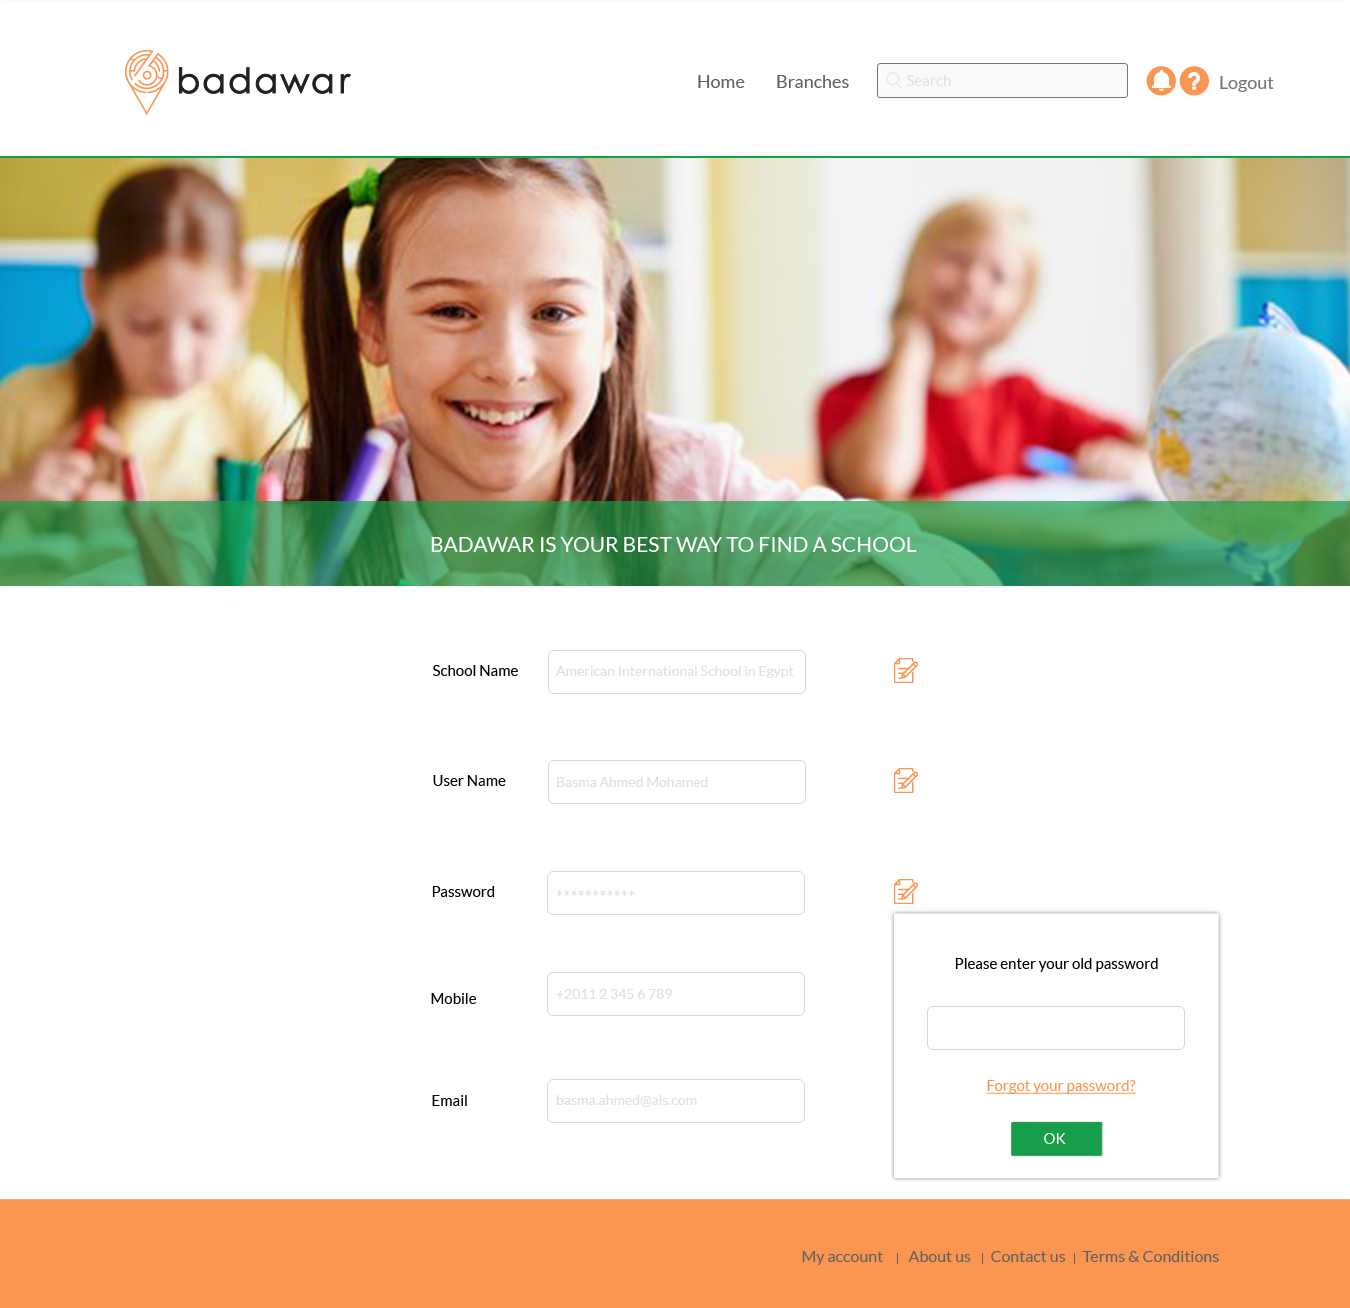 badawar
Home
Branches
Search
?
Logout
BADAWAR IS YOUR BEST WAY TO FIND A SCHOOL
School Name
American International School in Egypt
User Name
Basma Ahmed Mohamed
Password
***********
Please enter your old password
Mobile
+2011 2 345 6 789
Forgot your password?
Email
basma.ahmed@ais.com
OK
My account | About us | Contact us | Terms & Conditions